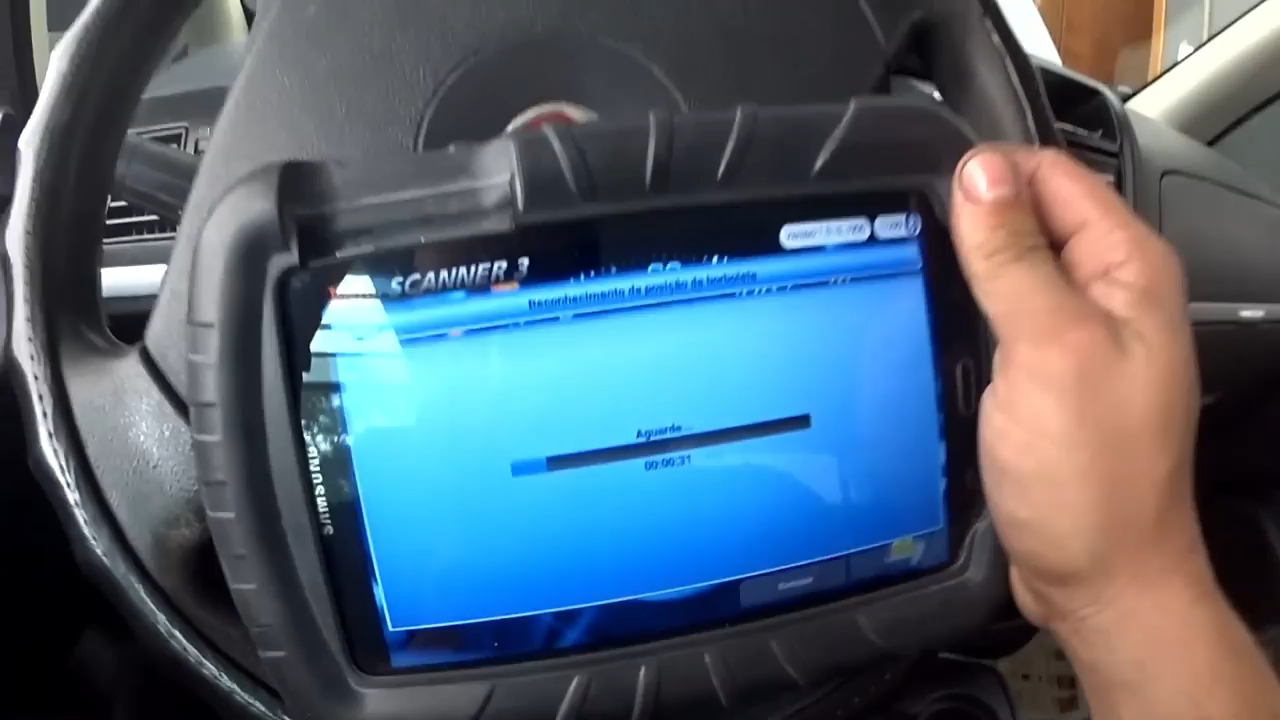 SCANNER 3
Reconhecimento da posição da borboleta
Aguarde...
00:00:31
SAMSUNG